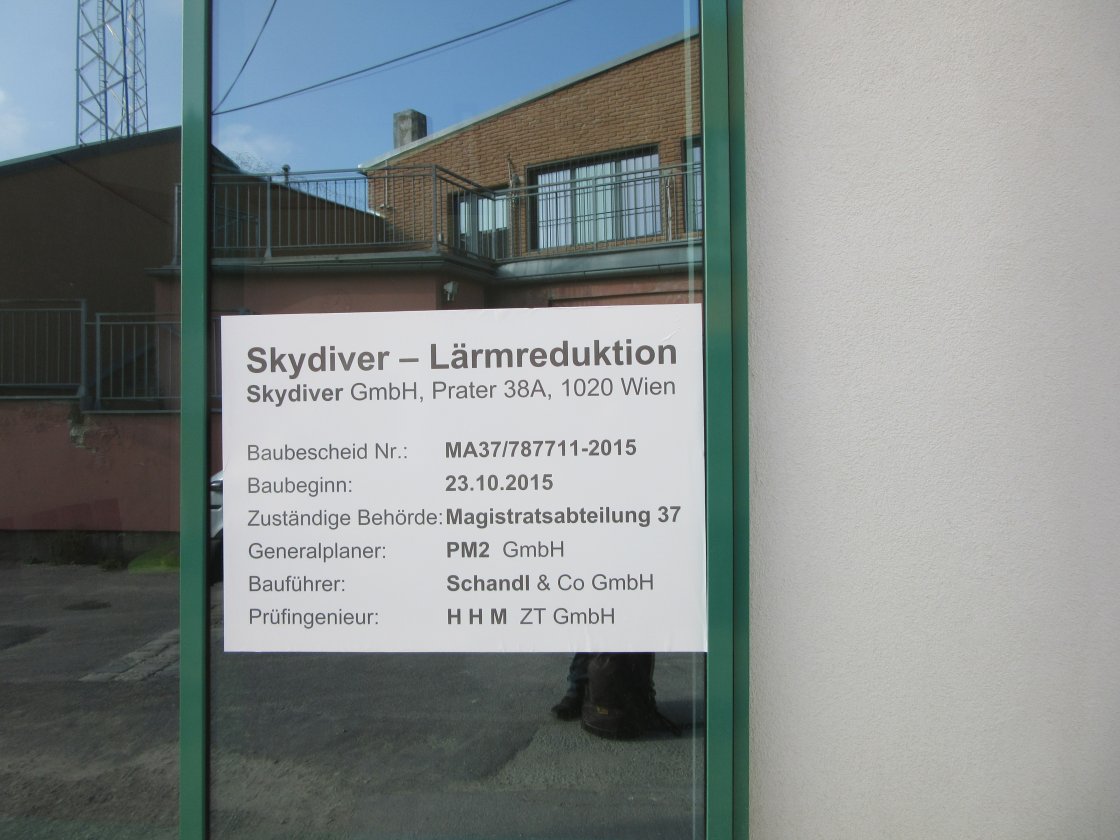 Skydiver – Lärmreduktion
Skydiver GmbH, Prater 38A, 1020 Wien
Baubescheid Nr.: MA37/787711-2015
Baubeginn: 23.10.2015
Zuständige Behörde: Magistratsabteilung 37
Generalplaner: PM2 GmbH
Bauführer: Schandl & Co GmbH
Prüfingenieur: H H M ZT GmbH